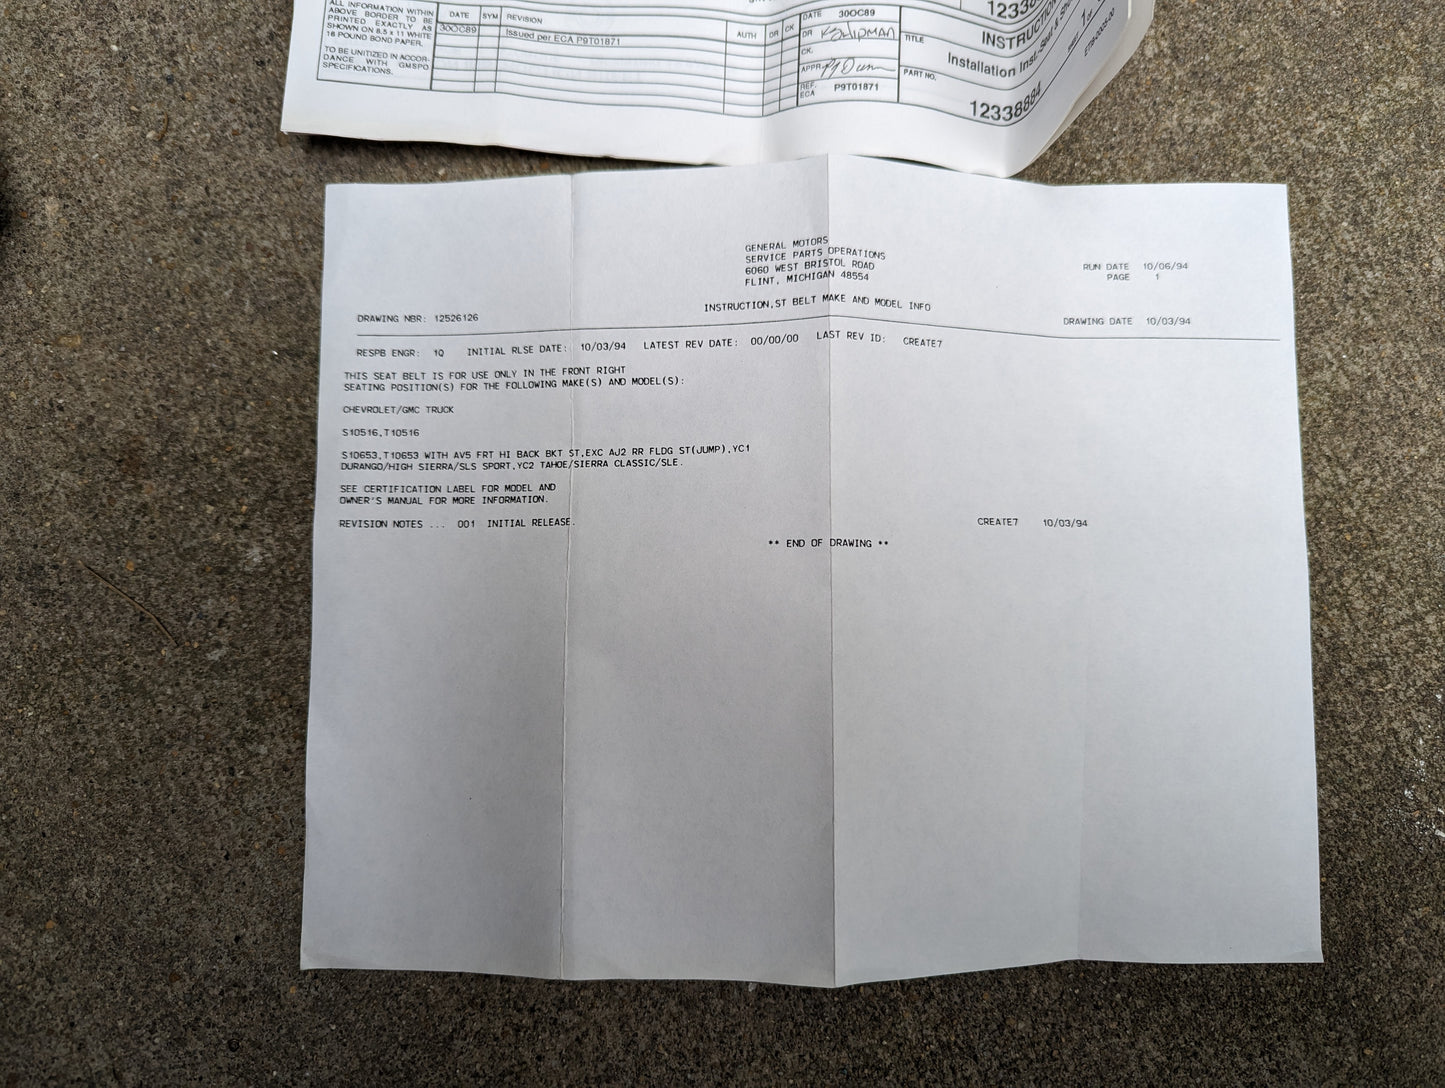 ALL INFORMATION WITHIN
ABOVE BORDER TO BE
PRINTED EXACTLY AS
SHOWN ON 8.5 x 11 WHITE
16 POUND BOND PAPER.
TO BE UNITIZED IN ACCOR-
DANCE WITH GMSPO
SPECIFICATIONS.
DATE SYM REVISION AUTH DR CK
30OC89 Issued per ECA P9T01871
DATE 30OC89
DR
CK.
APPR
REF. ECA P9T01871
TITLE
INSTRUCTION
Installation
PART NO.
12338884
GENERAL MOTORS
SERVICE PARTS OPERATIONS
6060 WEST BRISTOL ROAD
FLINT, MICHIGAN 48554
RUN DATE 10/06/94
PAGE 1
INSTRUCTION,ST BELT MAKE AND MODEL INFO
DRAWING NBR: 12526126 DRAWING DATE 10/03/94
RESPB ENGR: 1Q INITIAL RLSE DATE: 10/03/94 LATEST REV DATE: 00/00/00 LAST REV ID: CREATE7
THIS SEAT BELT IS FOR USE ONLY IN THE FRONT RIGHT
SEATING POSITION(S) FOR THE FOLLOWING MAKE(S) AND MODEL(S):
CHEVROLET/GMC TRUCK
S10516,T10516
S10653,T10653 WITH AV5 FRT HI BACK BKT ST,EXC AJ2 RR FLDG ST(JUMP),YC1
DURANGO/HIGH SIERRA/SLS SPORT,YC2 TAHOE/SIERRA CLASSIC/SLE.
SEE CERTIFICATION LABEL FOR MODEL AND
OWNER'S MANUAL FOR MORE INFORMATION.
REVISION NOTES ... 001 INITIAL RELEASE. CREATE7 10/03/94
** END OF DRAWING **